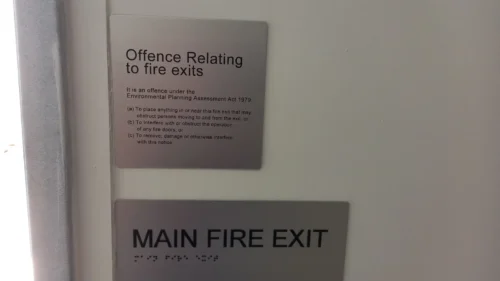 Offence Relating
to fire exits
It is an offence under the
Environmental Planning Assessment Act 1979
(a) To place anything in or near this fire exit that may
obstruct persons moving to and from the exit, or
(b) To interfere with or obstruct the operation
of any fire doors, or
(c) To remove, damage or otherwise interfere
with this notice
MAIN FIRE EXIT